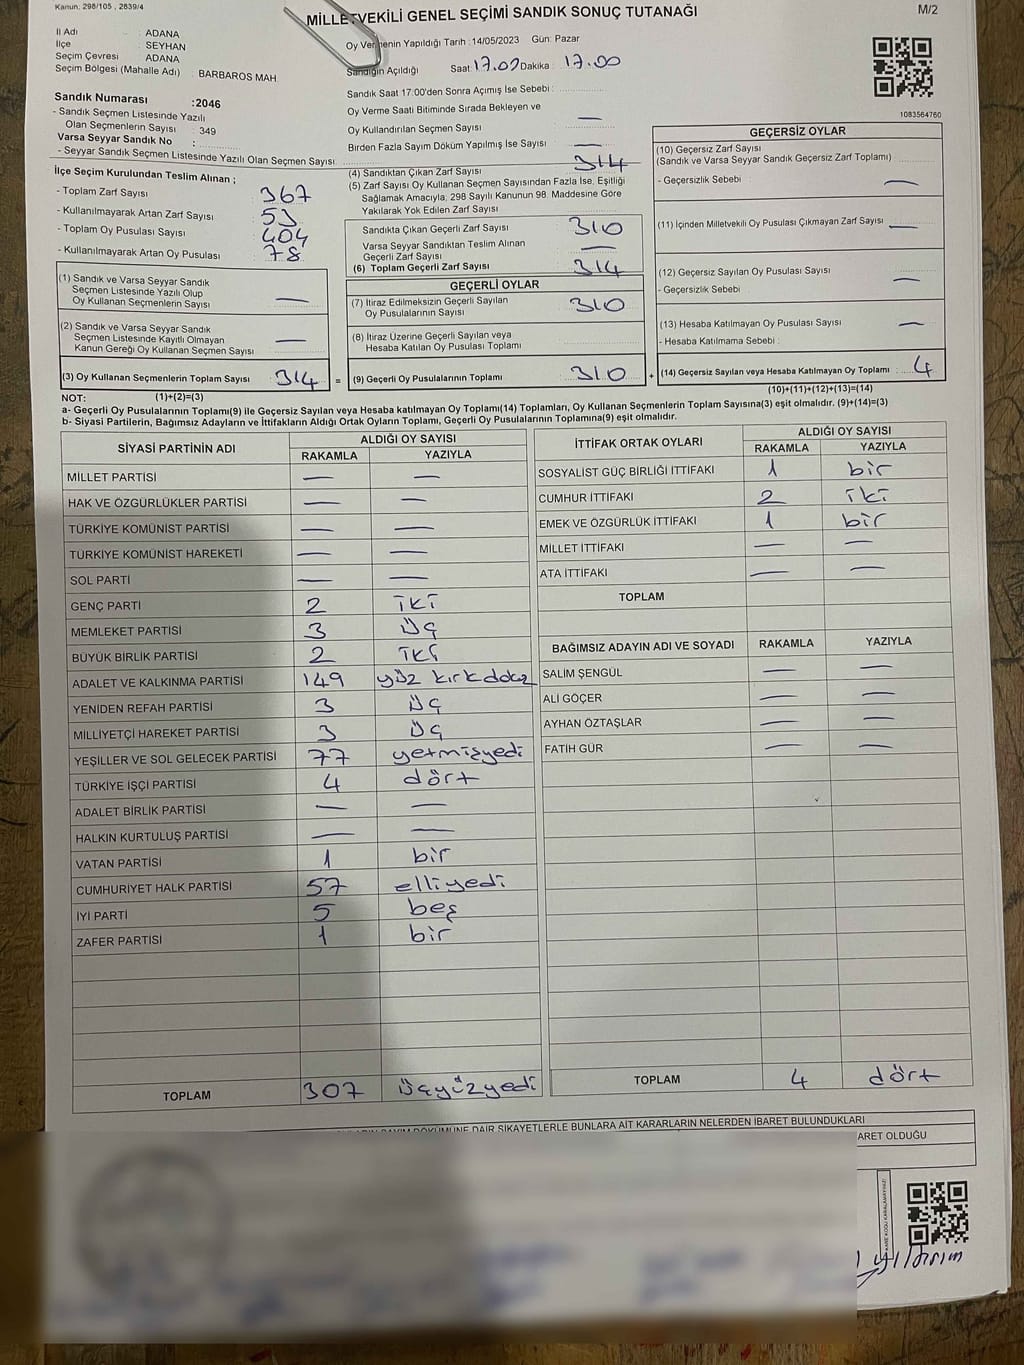 Kanun: 298/105 , 2839/4
MİLLETVEKİLİ GENEL SEÇİMİ SANDIK SONUÇ TUTANAĞI
M/2
İl Adı : ADANA
İlçe : SEYHAN
Seçim Çevresi : ADANA
Seçim Bölgesi (Mahalle Adı) : BARBAROS MAH.
Oy Vermenin Yapıldığı Tarih :14/05/2023 Gün: Pazar
Sandığın Açıldığı Saat: 17.00 Dakika : 17.00
Sandık Saat 17:00'den Sonra Açılmış İse Sebebi :
Oy Verme Saati Bitiminde Sırada Bekleyen ve
Oy Kullandırılan Seçmen Sayısı —
Birden Fazla Sayım Döküm Yapılmış İse Sayısı —
1083564760
Sandık Numarası :2046
- Sandık Seçmen Listesinde Yazılı
Olan Seçmenlerin Sayısı : 349
Varsa Seyyar Sandık No :
- Seyyar Sandık Seçmen Listesinde Yazılı Olan Seçmen Sayısı
İlçe Seçim Kurulundan Teslim Alınan ;
- Toplam Zarf Sayısı 367
- Kullanılmayarak Artan Zarf Sayısı 53
- Toplam Oy Pusulası Sayısı 404
- Kullanılmayarak Artan Oy Pusulası 78
(1) Sandık ve Varsa Seyyar Sandık
Seçmen Listesinde Yazılı Olup
Oy Kullanan Seçmenlerin Sayısı —
(2) Sandık ve Varsa Seyyar Sandık
Seçmen Listesinde Kayıtlı Olmayan
Kanun Gereği Oy Kullanan Seçmen Sayısı —
(3) Oy Kullanan Seçmenlerin Toplam Sayısı 314 =
(1)+(2)=(3)
(4) Sandıktan Çıkan Zarf Sayısı 314
(5) Zarf Sayısı Oy Kullanan Seçmen Sayısından Fazla İse, Eşitliği
Sağlamak Amacıyla, 298 Sayılı Kanunun 98. Maddesine Göre
Yakılarak Yok Edilen Zarf Sayısı
Sandıkta Çıkan Geçerli Zarf Sayısı 310
Varsa Seyyar Sandıktan Teslim Alınan
Geçerli Zarf Sayısı —
(6) Toplam Geçerli Zarf Sayısı 314
GEÇERLİ OYLAR
(7) İtiraz Edilmeksizin Geçerli Sayılan
Oy Pusulalarının Sayısı 310
(8) İtiraz Üzerine Geçerli Sayılan veya
Hesaba Katılan Oy Pusulası Toplamı
(9) Geçerli Oy Pusulalarının Toplamı 310 +
GEÇERSİZ OYLAR
(10) Geçersiz Zarf Sayısı
(Sandık ve Varsa Seyyar Sandık Geçersiz Zarf Toplamı)
- Geçersizlik Sebebi : —
(11) İçinden Milletvekili Oy Pusulası Çıkmayan Zarf Sayısı —
(12) Geçersiz Sayılan Oy Pusulası Sayısı —
- Geçersizlik Sebebi
(13) Hesaba Katılmayan Oy Pusulası Sayısı —
- Hesaba Katılmama Sebebi :
(14) Geçersiz Sayılan veya Hesaba Katılmayan Oy Toplamı : 4
(10)+(11)+(12)+(13)=(14)
NOT:
a- Geçerli Oy Pusulalarının Toplamı(9) ile Geçersiz Sayılan veya Hesaba katılmayan Oy Toplamı(14) Toplamları, Oy Kullanan Seçmenlerin Toplam Sayısına(3) eşit olmalıdır. (9)+(14)=(3)
b- Siyasi Partilerin, Bağımsız Adayların ve İttifakların Aldığı Ortak Oyların Toplamı, Geçerli Oy Pusulalarının Toplamına(9) eşit olmalıdır.
SİYASİ PARTİNİN ADI
ALDIĞI OY SAYISI
RAKAMLA YAZIYLA
MİLLET PARTİSİ — —
HAK VE ÖZGÜRLÜKLER PARTİSİ — —
TÜRKİYE KOMÜNİST PARTİSİ — —
TÜRKİYE KOMÜNİST HAREKETİ — —
SOL PARTİ — —
GENÇ PARTİ 2 iki
MEMLEKET PARTİSİ 3 üç
BÜYÜK BİRLİK PARTİSİ 2 iki
ADALET VE KALKINMA PARTİSİ 149 yüz kırk dokuz
YENİDEN REFAH PARTİSİ 3 üç
MİLLİYETÇİ HAREKET PARTİSİ 3 üç
YEŞİLLER VE SOL GELECEK PARTİSİ 77 yetmişyedi
TÜRKİYE İŞÇİ PARTİSİ 4 dört
ADALET BİRLİK PARTİSİ — —
HALKIN KURTULUŞ PARTİSİ — —
VATAN PARTİSİ 1 bir
CUMHURİYET HALK PARTİSİ 57 elliyedi
İYİ PARTİ 5 beş
ZAFER PARTİSİ 1 bir
TOPLAM 307 üçyüzyedi
İTTİFAK ORTAK OYLARI
ALDIĞI OY SAYISI
RAKAMLA YAZIYLA
SOSYALİST GÜÇ BİRLİĞİ İTTİFAKI 1 bir
CUMHUR İTTİFAKI 2 iki
EMEK VE ÖZGÜRLÜK İTTİFAKI 1 bir
MİLLET İTTİFAKI — —
ATA İTTİFAKI — —
TOPLAM
BAĞIMSIZ ADAYIN ADI VE SOYADI RAKAMLA YAZIYLA
SALİM ŞENGÜL — —
ALİ GÖÇER — —
AYHAN ÖZTAŞLAR — —
FATİH GÜR — —
TOPLAM 4 dört
DÖKÜMÜNE DAİR ŞİKAYETLERLE BUNLARA AİT KARARLARIN NELERDEN İBARET BULUNDUKLARI
ARET OLDUĞU
KARE KODU KARALAMAYINIZ!
Yıldırım